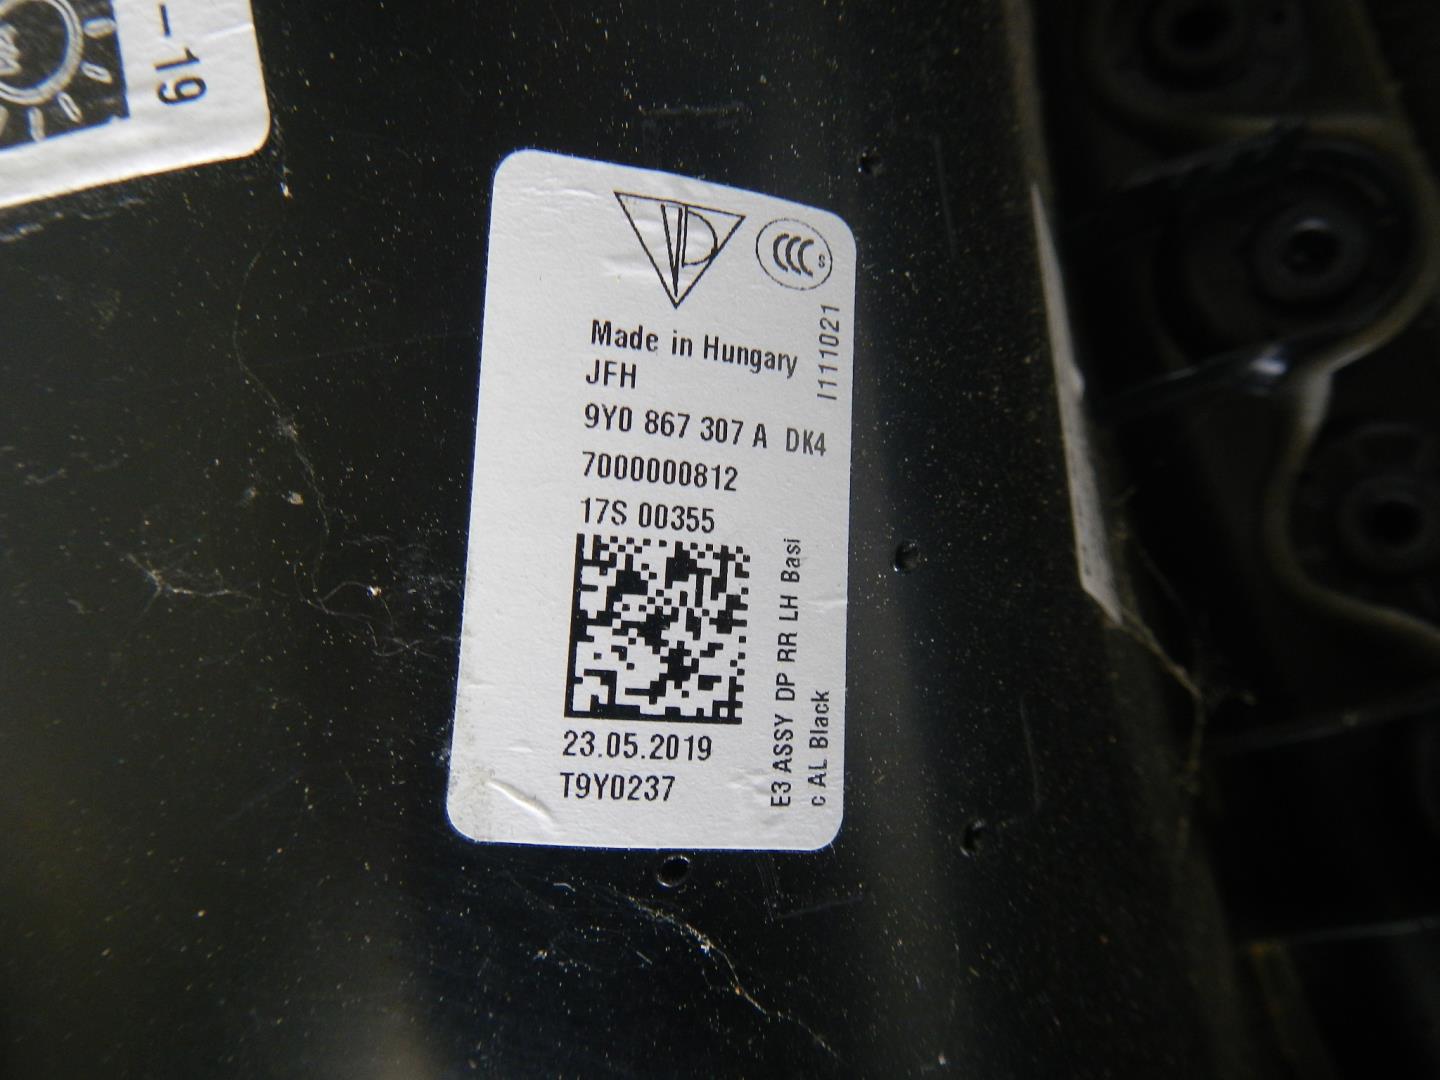 -19
S
Made in Hungary
JFH
9Y0 867 307 A DK4
7000000812
17S 00355
23.05.2019
T9Y0237
I111021
E3 ASSY DP RR LH Basi
c AL Black